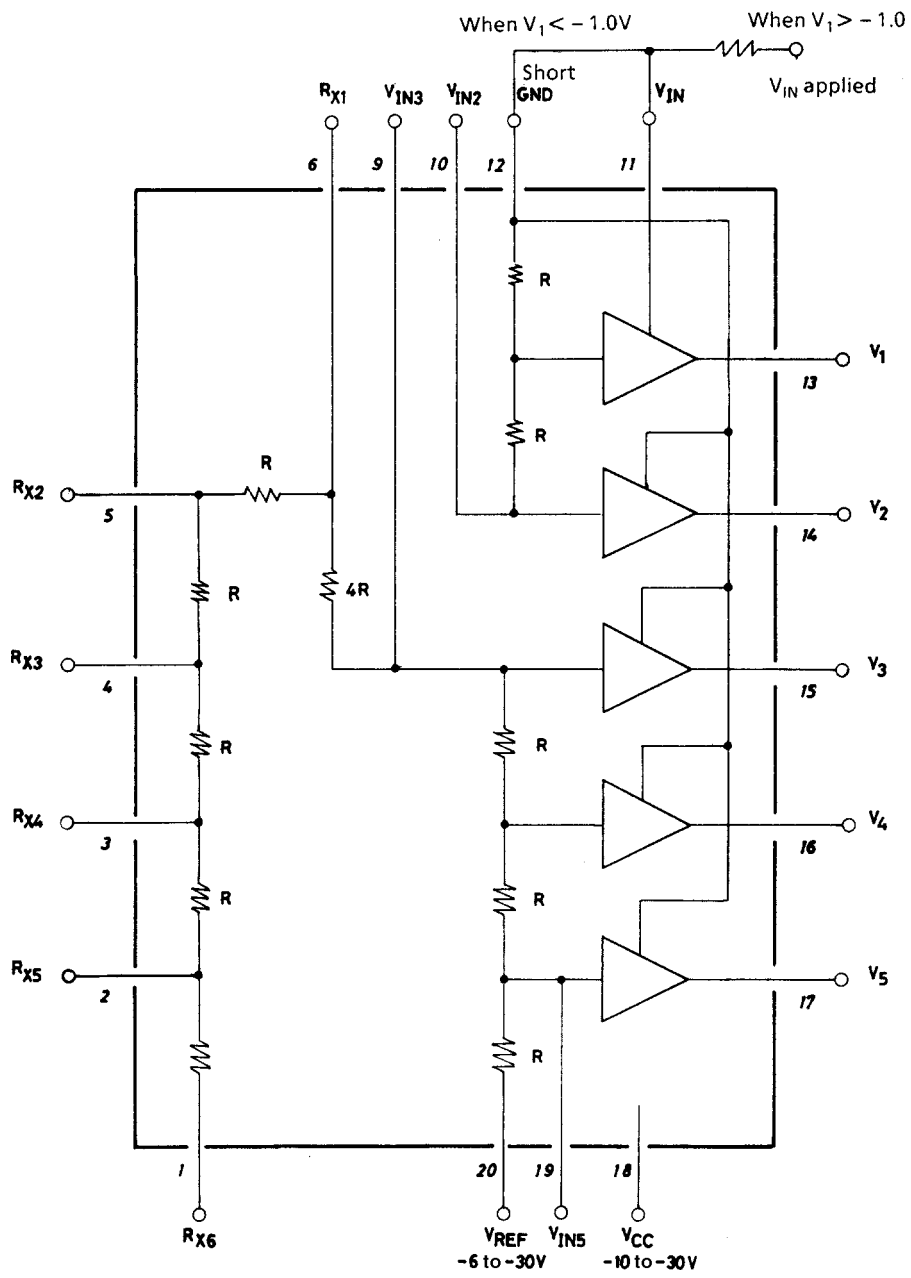 When V1 < −1.0V
When V1 > −1.0
Short
VIN applied
RX1
VIN3
VIN2
GND
VIN
6
9
10
12
11
R
V1
13
R
R
RX2
5
V2
14
R
4R
RX3
4
V3
15
R
R
RX4
3
V4
16
R
R
RX5
2
V5
17
R
1
20
19
18
RX6
VREF
VIN5
VCC
-6 to -30V
-10 to -30V